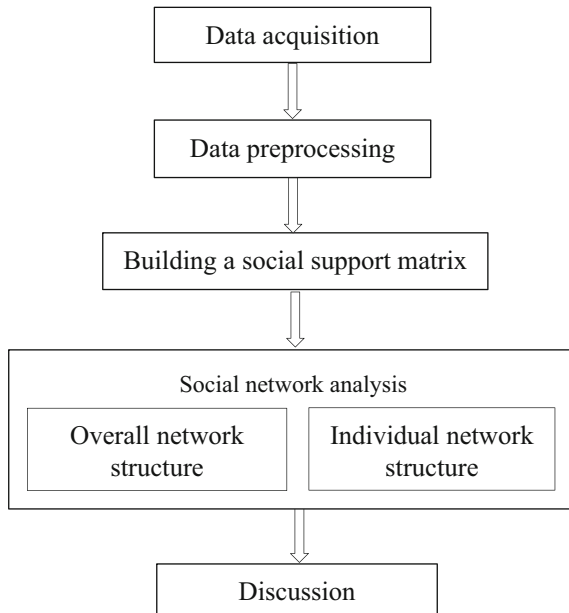 Data acquisition
Data preprocessing
Building a social support matrix
Social network analysis
Overall network
structure
Individual network
structure
Discussion